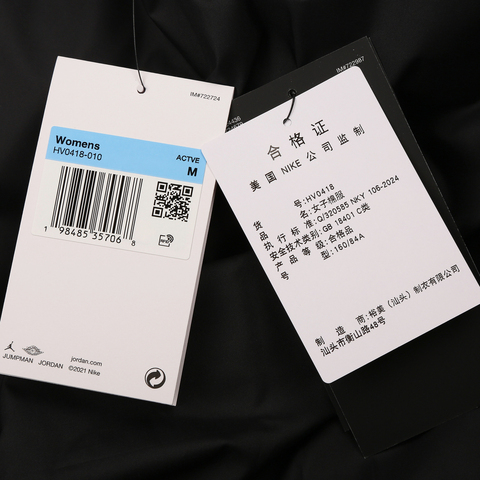 IM#722724
Womens
HV0418-010
ACTVE
M
1 98485 35706 8
JUMPMAN JORDAN
jordan.com
©2021 Nike
IM#722987
合格证
美国 NIKE 公司监制
货号:HV0418
品名:女子棉服
执行标准:Q/320585 NKY 106-2024
安全技术类别:GB 18401 C类
产品等级:合格品
号型:160/84A
制造商:裕美(汕头)制衣有限公司
汕头市衡山路48号